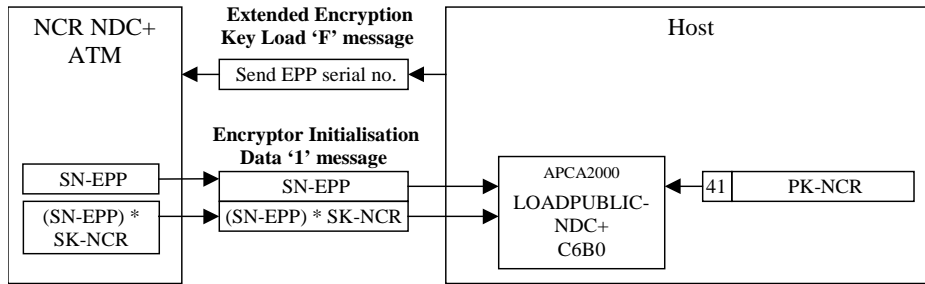 NCR NDC+
ATM
Extended Encryption
Key Load ‘F’ message
Send EPP serial no.
Host
Encryptor Initialisation
Data ‘1’ message
SN-EPP
SN-EPP
(SN-EPP) *
SK-NCR
(SN-EPP) * SK-NCR
APCA2000
LOADPUBLIC-
NDC+
C6B0
41
PK-NCR